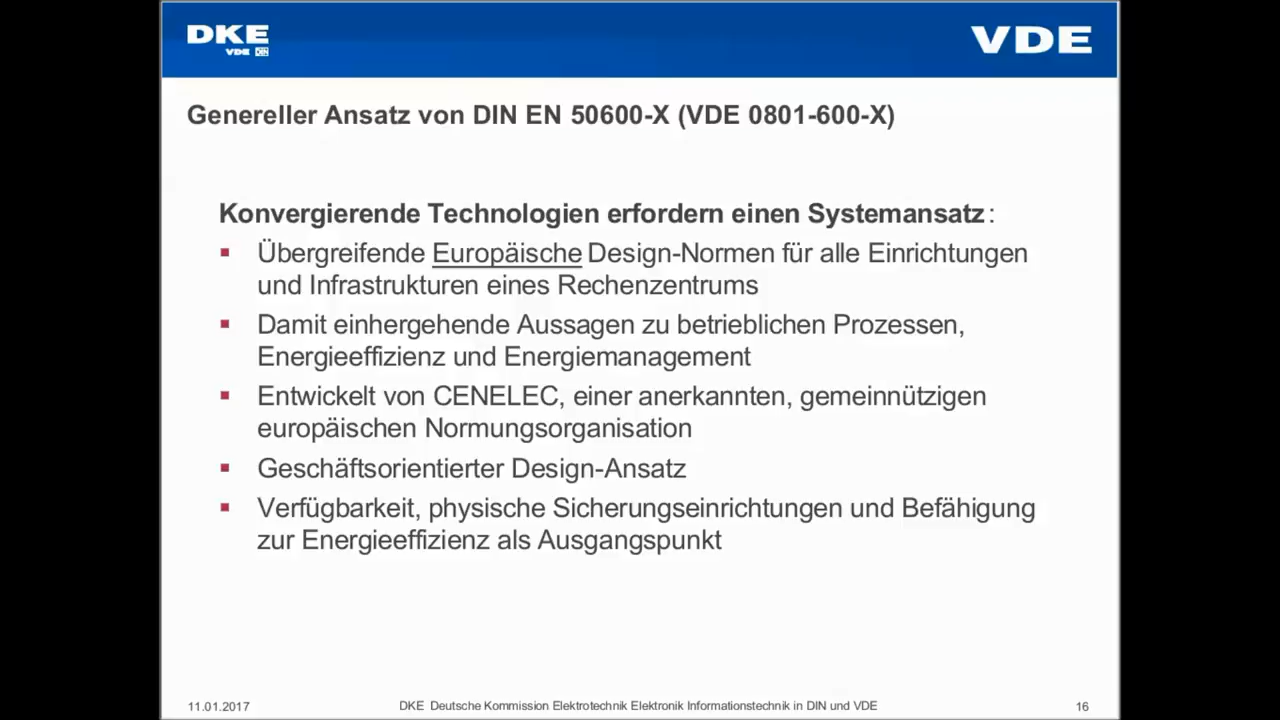 DKE
VDE DIN
VDE
Genereller Ansatz von DIN EN 50600-X (VDE 0801-600-X)
Konvergierende Technologien erfordern einen Systemansatz:
▪ Übergreifende Europäische Design-Normen für alle Einrichtungen
und Infrastrukturen eines Rechenzentrums
▪ Damit einhergehende Aussagen zu betrieblichen Prozessen,
Energieeffizienz und Energiemanagement
▪ Entwickelt von CENELEC, einer anerkannten, gemeinnützigen
europäischen Normungsorganisation
▪ Geschäftsorientierter Design-Ansatz
▪ Verfügbarkeit, physische Sicherungseinrichtungen und Befähigung
zur Energieeffizienz als Ausgangspunkt
11.01.2017
DKE Deutsche Kommission Elektrotechnik Elektronik Informationstechnik in DIN und VDE
16